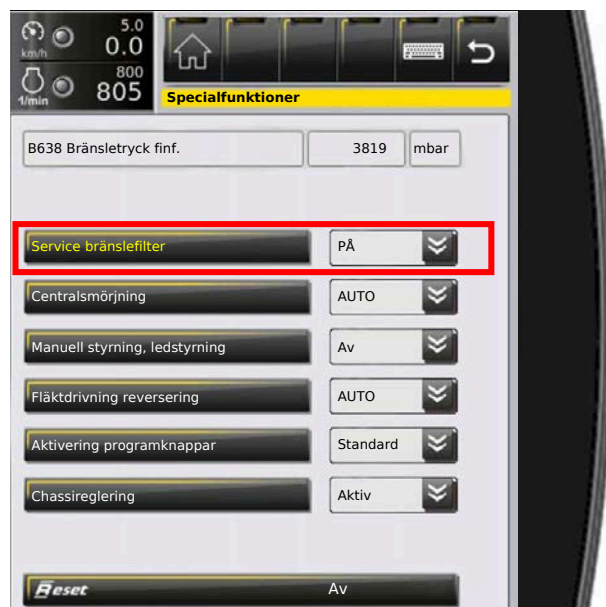 5.0
km/h 0.0
800
1/min 805
Specialfunktioner
B638 Bränsletryck finf. 3819 mbar
Service bränslefilter PÅ
Centralsmörjning AUTO
Manuell styrning, ledstyrning Av
Fläktdrivning reversering AUTO
Aktivering programknappar Standard
Chassireglering Aktiv
Reset Av